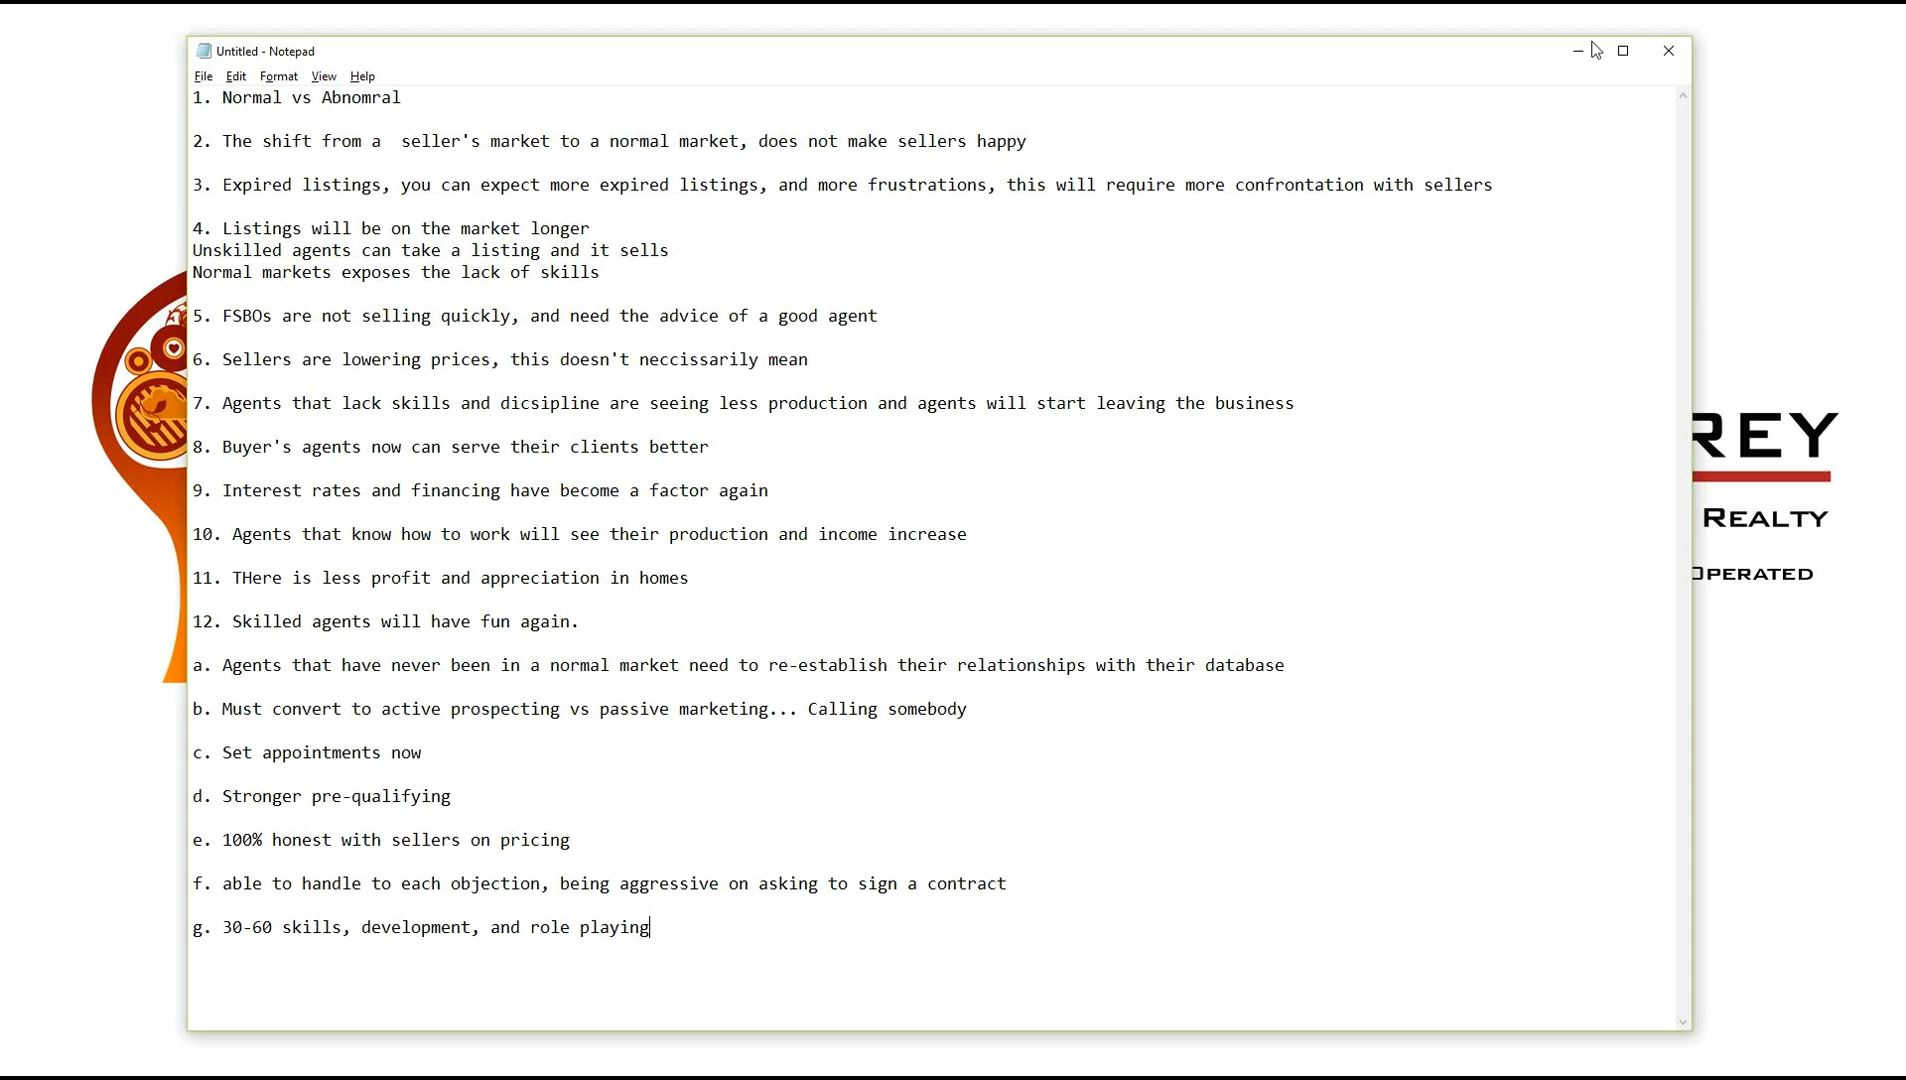 Untitled - Notepad
File Edit Format View Help
1. Normal vs Abnomral
2. The shift from a  seller's market to a normal market, does not make sellers happy
3. Expired listings, you can expect more expired listings, and more frustrations, this will require more confrontation with sellers
4. Listings will be on the market longer
Unskilled agents can take a listing and it sells
Normal markets exposes the lack of skills
5. FSBOs are not selling quickly, and need the advice of a good agent
6. Sellers are lowering prices, this doesn't neccissarily mean
7. Agents that lack skills and dicsipline are seeing less production and agents will start leaving the business
8. Buyer's agents now can serve their clients better
9. Interest rates and financing have become a factor again
10. Agents that know how to work will see their production and income increase
11. THere is less profit and appreciation in homes
12. Skilled agents will have fun again.
a. Agents that have never been in a normal market need to re-establish their relationships with their database
b. Must convert to active prospecting vs passive marketing... Calling somebody
c. Set appointments now
d. Stronger pre-qualifying
e. 100% honest with sellers on pricing
f. able to handle to each objection, being aggressive on asking to sign a contract
g. 30-60 skills, development, and role playing
REY
REALTY
OPERATED